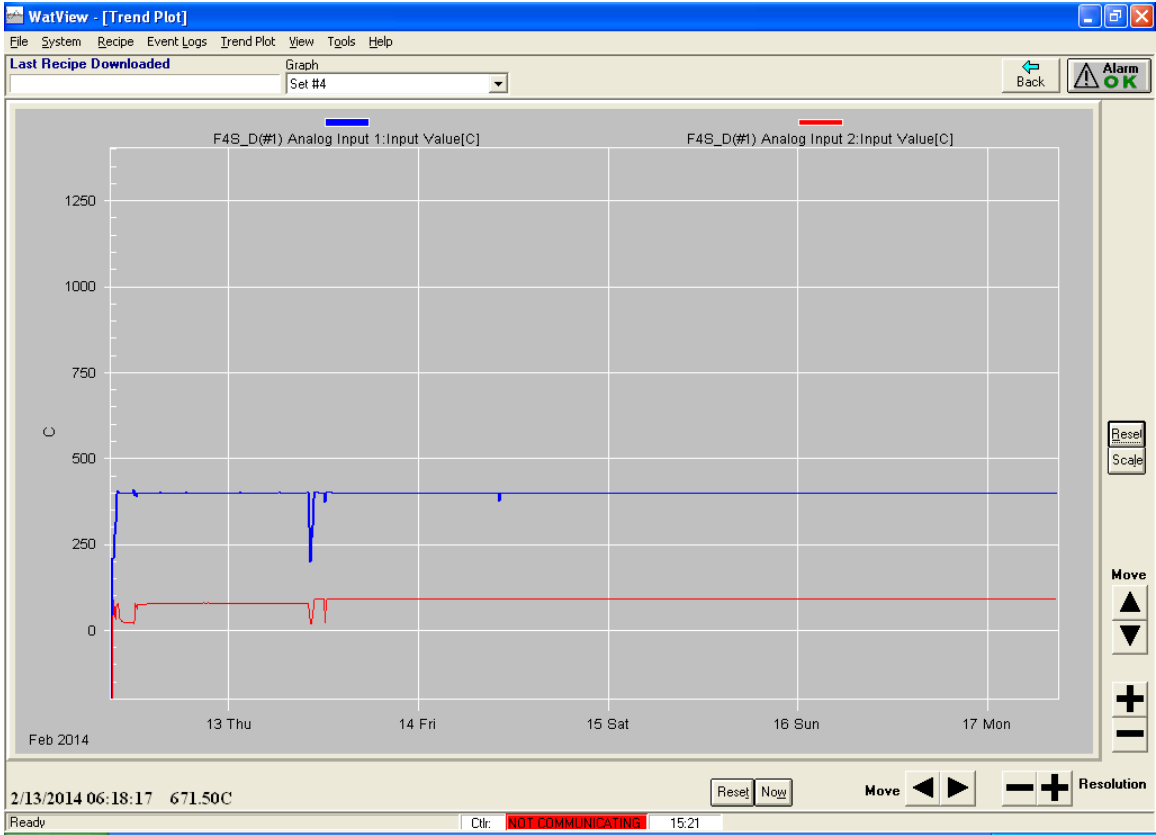 WatView - [Trend Plot]
File System Recipe Event Logs Trend Plot View Tools Help
Last Recipe Downloaded
Graph
Set #4
Back
Alarm
OK
F4S_D(#1) Analog Input 1:Input Value[C]
F4S_D(#1) Analog Input 2:Input Value[C]
1250
1000
750
500
250
0
C
13 Thu
14 Fri
15 Sat
16 Sun
17 Mon
Feb 2014
Reset
Scale
Move
2/13/2014 06:18:17 671.50C
Reset
Now
Move
Resolution
Ready
Ctlr:
NOT COMMUNICATING
15:21